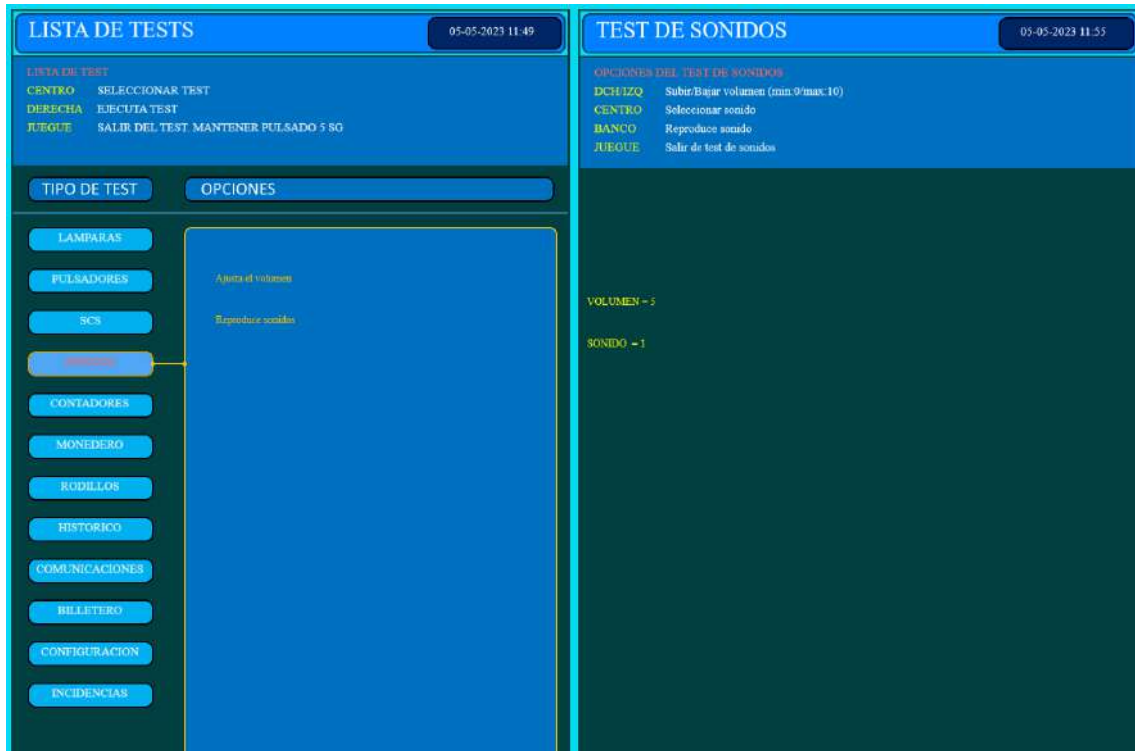 LISTA DE TESTS
05-05-2023 11:49
LISTA DE TEST
CENTRO SELECCIONAR TEST
DERECHA EJECUTA TEST
JUEGUE SALIR DEL TEST. MANTENER PULSADO 5 SG
TIPO DE TEST
OPCIONES
LAMPARAS
PULSADORES
SCS
CONTADORES
MONEDERO
RODILLOS
HISTORICO
COMUNICACIONES
BILLETERO
CONFIGURACION
INCIDENCIAS
Ajusta el volumen
Reproduce sonidos
TEST DE SONIDOS
05-05-2023 11:55
OPCIONES DEL TEST DE SONIDOS
DCH/IZQ Subir/Bajar volumen (min:0/max:10)
CENTRO Seleccionar sonido
BANCO Reproduce sonido
JUEGUE Salir de test de sonidos
VOLUMEN = 5
SONIDO = 1